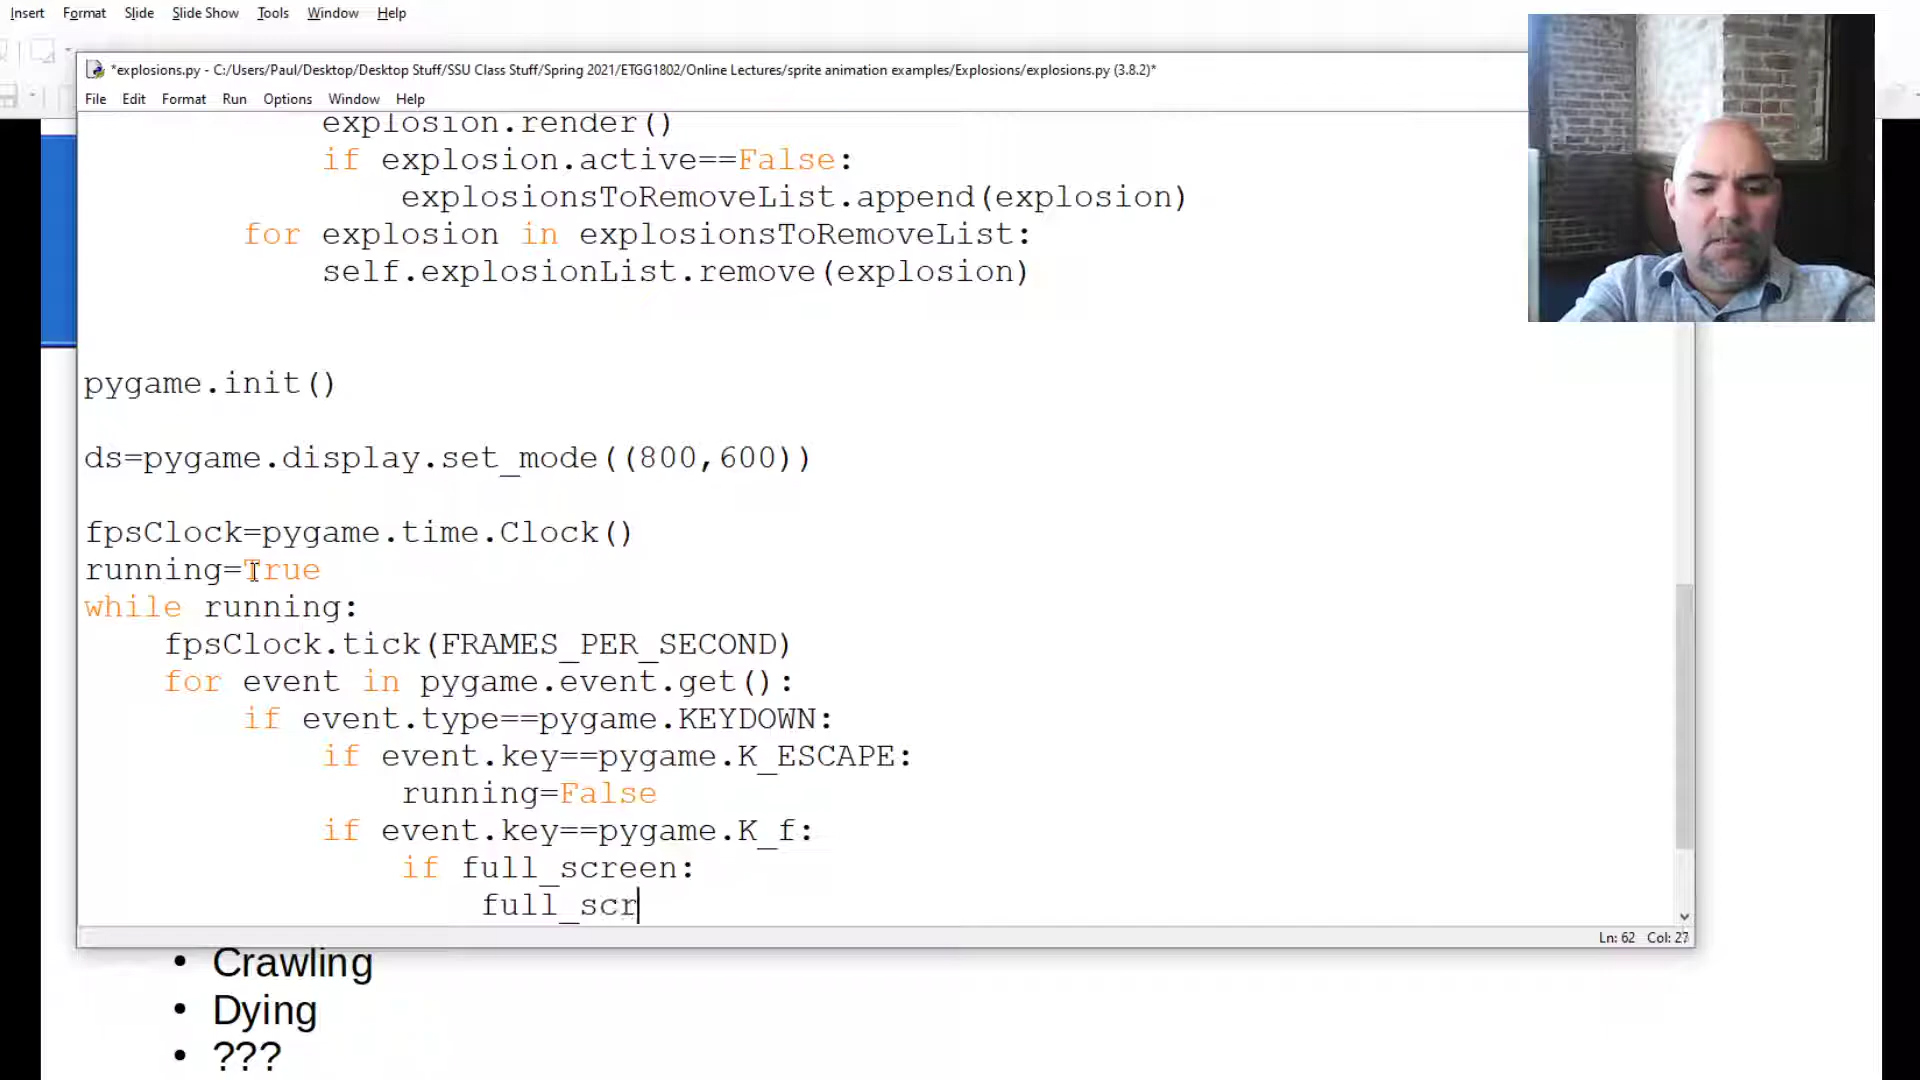 Insert Format Slide Slide Show Tools Window Help
*explosions.py - C:/Users/Paul/Desktop/Desktop Stuff/SSU Class Stuff/Spring 2021/ETGG1802/Online Lectures/sprite animation examples/Explosions/explosions.py (3.8.2)*
File Edit Format Run Options Window Help
explosion.render()
if explosion.active==False:
explosionsToRemoveList.append(explosion)
for explosion in explosionsToRemoveList:
self.explosionList.remove(explosion)
pygame.init()
ds=pygame.display.set_mode((800,600))
fpsClock=pygame.time.Clock()
running=True
while running:
fpsClock.tick(FRAMES_PER_SECOND)
for event in pygame.event.get():
if event.type==pygame.KEYDOWN:
if event.key==pygame.K_ESCAPE:
running=False
if event.key==pygame.K_f:
if full_screen:
full_scr
Ln: 62 Col: 27
• Crawling
• Dying
• ???